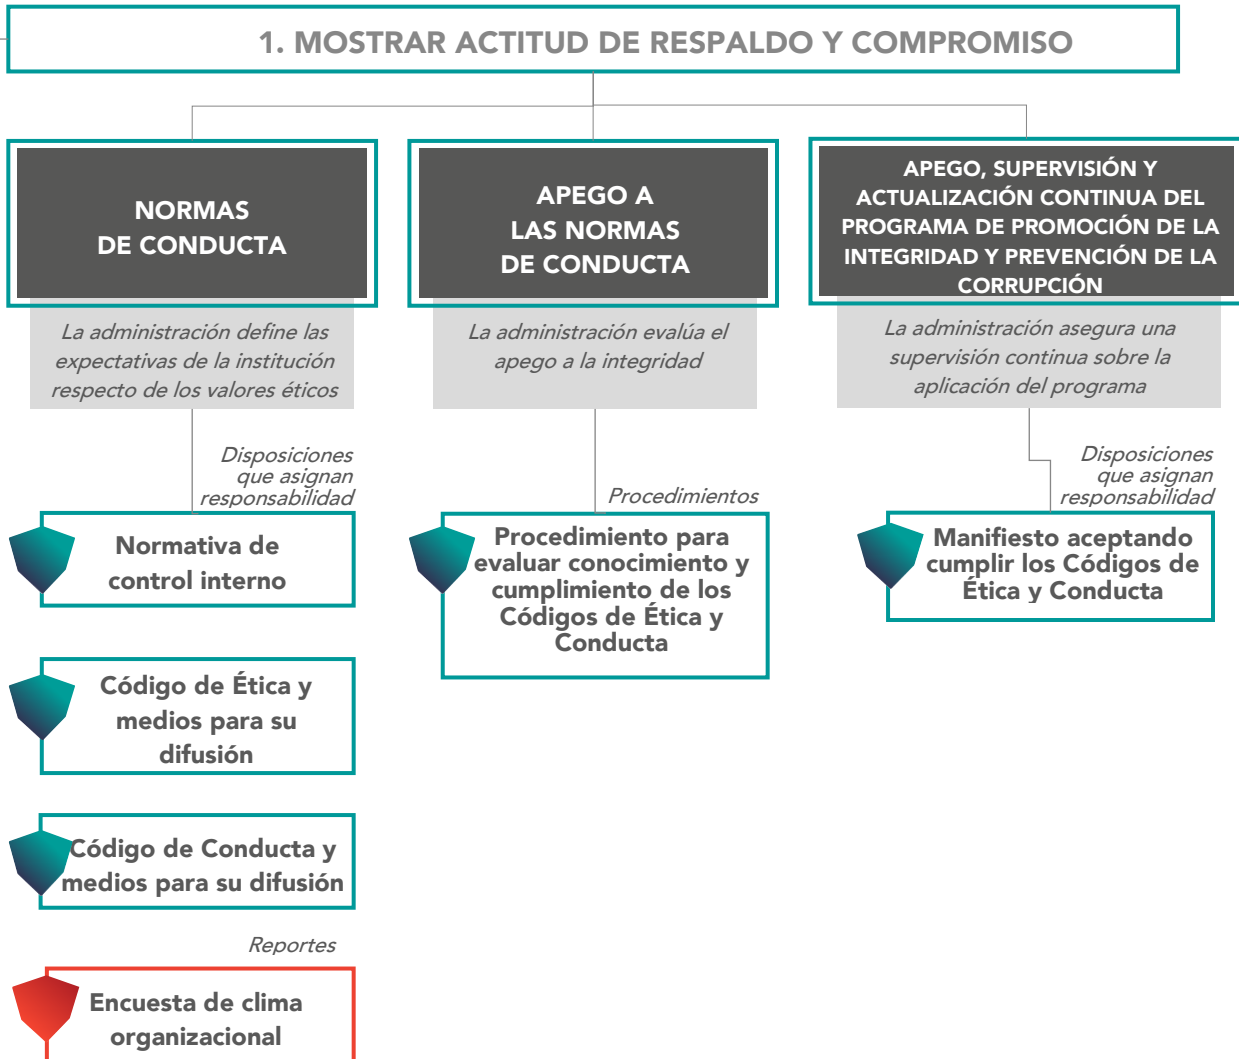 1. MOSTRAR ACTITUD DE RESPALDO Y COMPROMISO
NORMAS
DE CONDUCTA
La administración define las
expectativas de la institución
respecto de los valores éticos
Disposiciones
que asignan
responsabilidad
Normativa de
control interno
Código de Ética y
medios para su
difusión
Código de Conducta y
medios para su difusión
Reportes
Encuesta de clima
organizacional
APEGO A
LAS NORMAS
DE CONDUCTA
La administración evalúa el
apego a la integridad
Procedimientos
Procedimiento para
evaluar conocimiento y
cumplimiento de los
Códigos de Ética y
Conducta
APEGO, SUPERVISIÓN Y
ACTUALIZACIÓN CONTINUA DEL
PROGRAMA DE PROMOCIÓN DE LA
INTEGRIDAD Y PREVENCIÓN DE LA
CORRUPCIÓN
La administración asegura una
supervisión continua sobre la
aplicación del programa
Disposiciones
que asignan
responsabilidad
Manifiesto aceptando
cumplir los Códigos de
Ética y Conducta